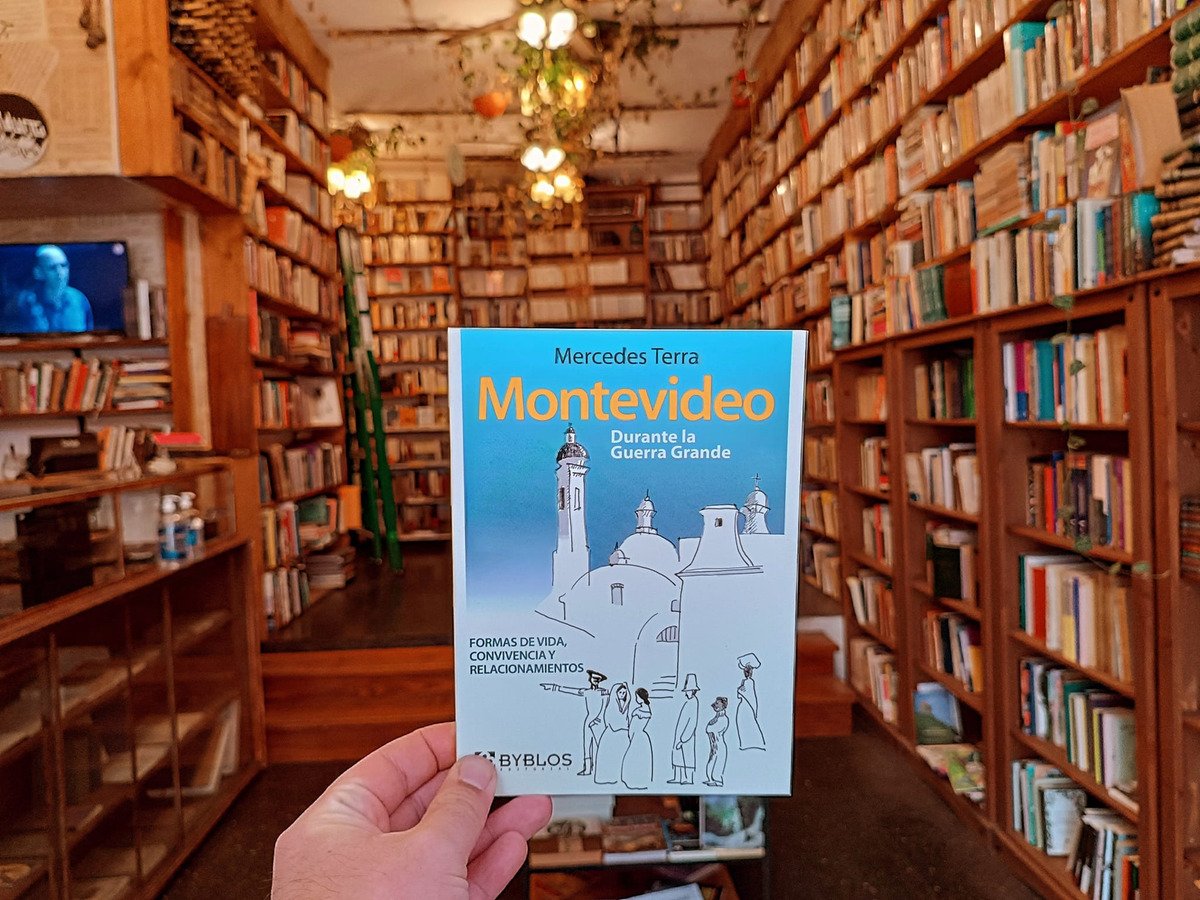 Mercedes Terra
Montevideo
Durante la
Guerra Grande
FORMAS DE VIDA,
CONVIVENCIA Y
RELACIONAMIENTOS
BYBLOS